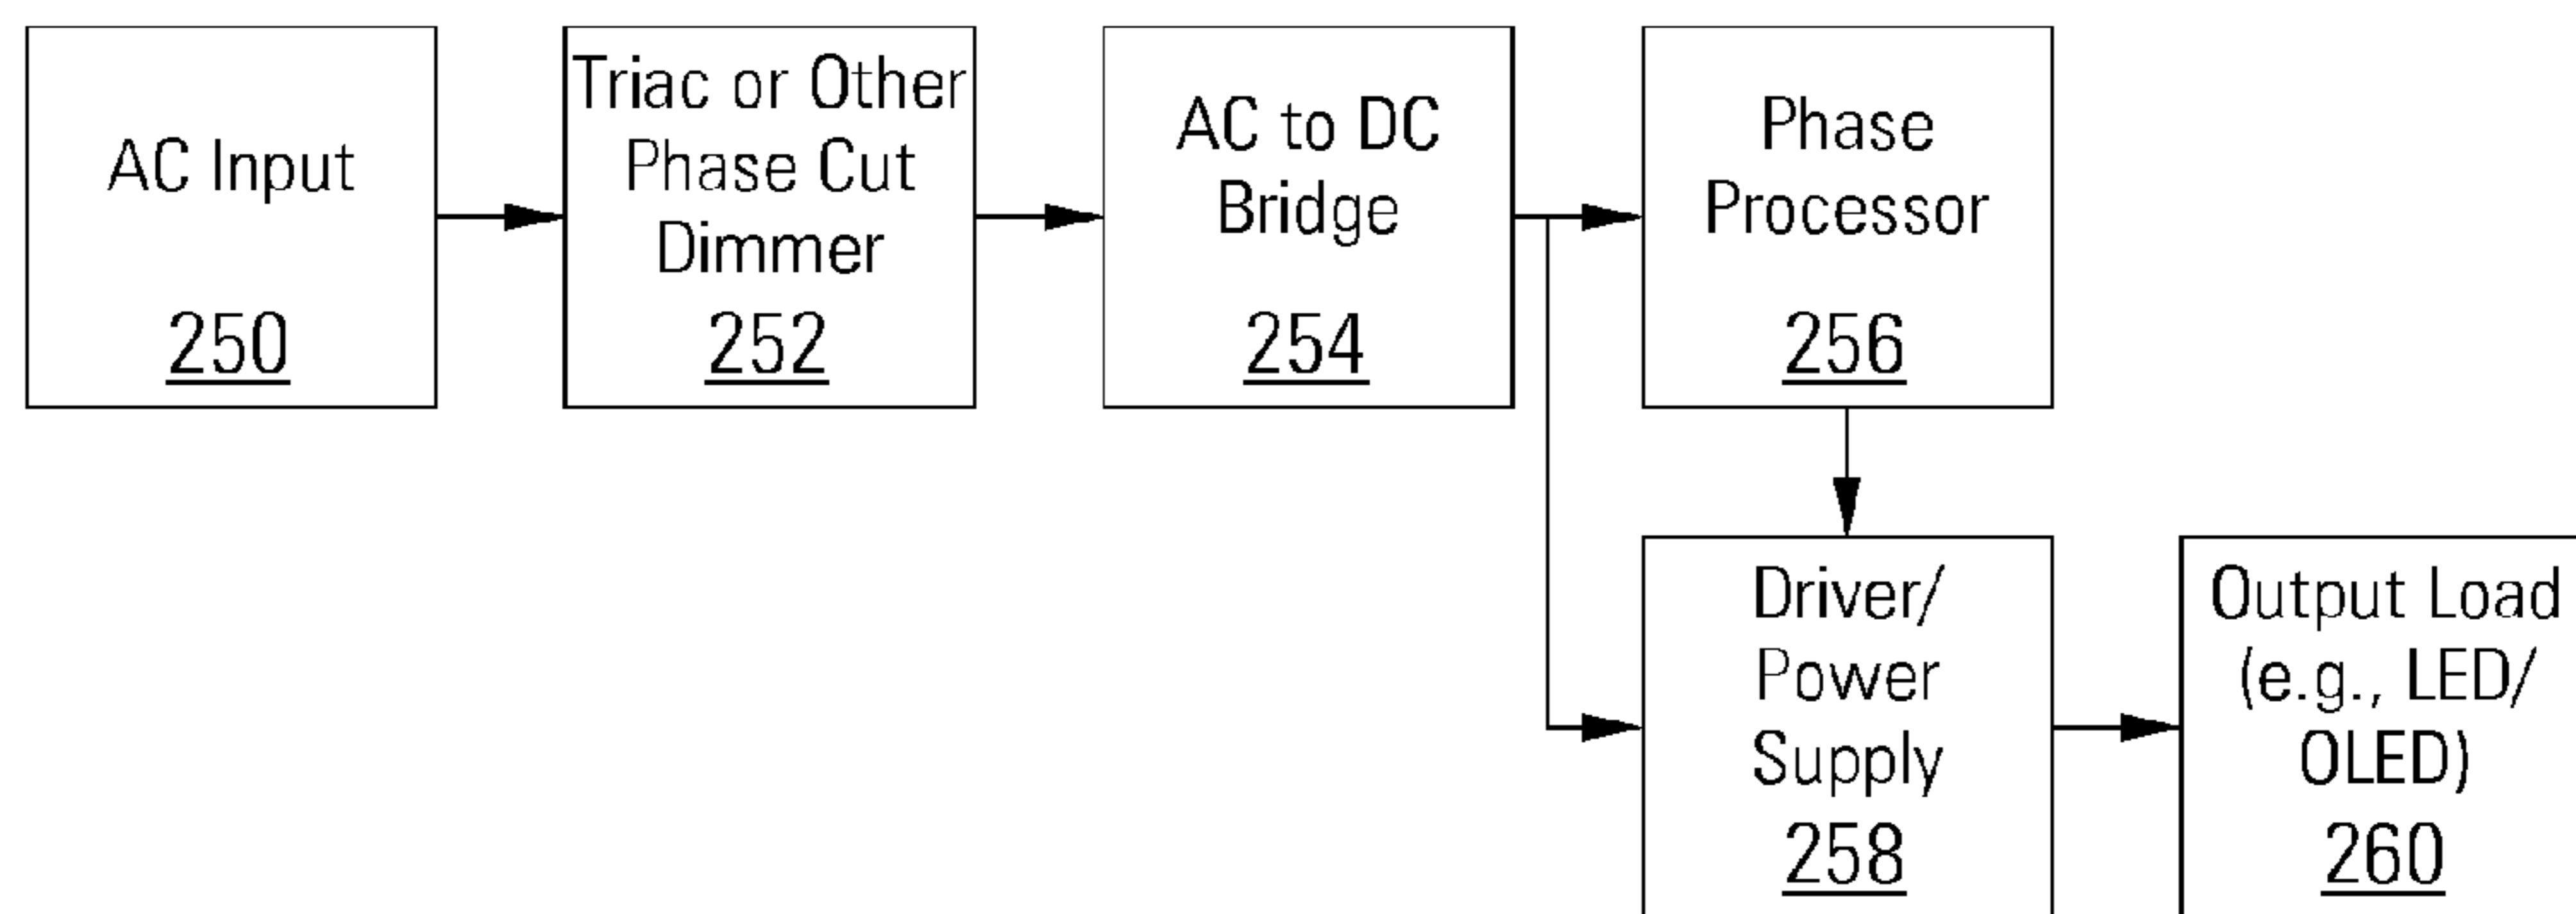 AC Input
250
Triac or Other
Phase Cut
Dimmer
252
AC to DC
Bridge
254
Phase
Processor
256
Driver/
Power
Supply
258
Output Load
(e.g., LED/
OLED)
260